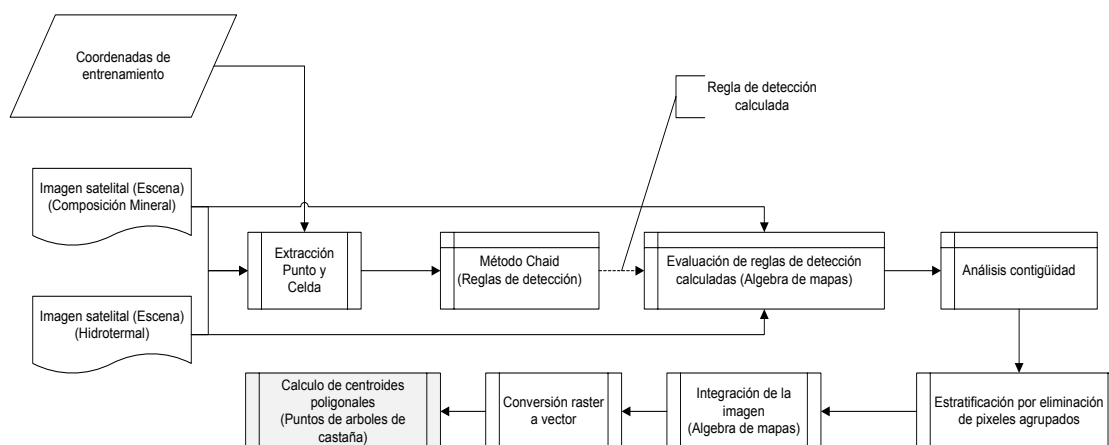 Coordenadas de
entrenamiento
Regla de detección
calculada
Imagen satelital (Escena)
(Composición Mineral)
Extracción
Punto y
Celda
Método Chaid
(Reglas de detección)
Evaluación de reglas de detección
calculadas (Algebra de mapas)
Análisis contigüidad
Imagen satelital (Escena)
(Hidrotermal)
Calculo de centroides
poligonales
(Puntos de arboles de
castaña)
Conversión raster
a vector
Integración de la
imagen
(Algebra de mapas)
Estratificación por eliminación
de pixeles agrupados